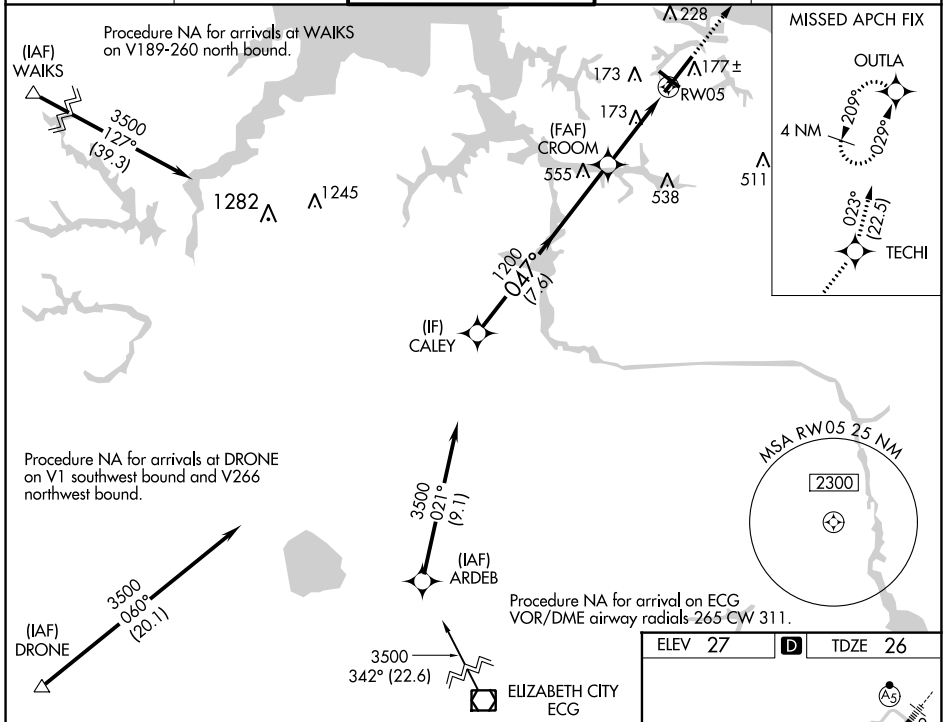 Procedure NA for arrivals at WAIKS
on V189-260 north bound.
(IAF)
WAIKS
3500
127°
(39.3)
1282
1245
228
173
177±
RW05
173
(FAF)
CROOM
555
538
511
1200
047°
(7.6)
(IF)
CALEY
MISSED APCH FIX
OUTLA
4 NM
209°
029°
023°
(22.5)
TECHI
Procedure NA for arrivals at DRONE
on V1 southwest bound and V266
northwest bound.
3500
060°
(20.1)
(IAF)
DRONE
3500
021°
(9.1)
(IAF)
ARDEB
MSA RW05 25 NM
2300
Procedure NA for arrival on ECG
VOR/DME airway radials 265 CW 311.
3500
342° (22.6)
ELIZABETH CITY
ECG
ELEV 27
D
TDZE 26
A5